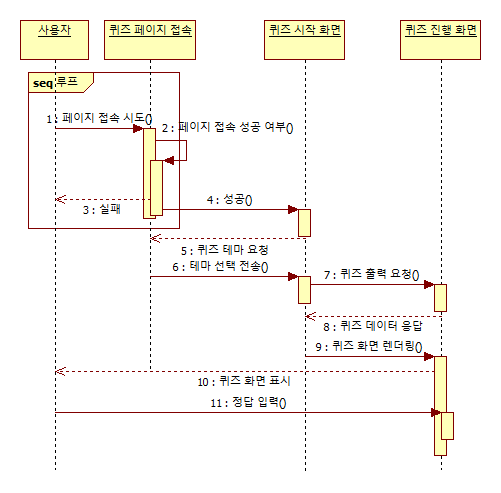 사용자
퀴즈 페이지 접속
퀴즈 시작 화면
퀴즈 진행 화면
seq 루프
1 : 페이지 접속 시도()
2 : 페이지 접속 성공 여부()
3 : 실패
4 : 성공()
5 : 퀴즈 테마 요청
6 : 테마 선택 전송()
7 : 퀴즈 출력 요청()
8 : 퀴즈 데이터 응답
9 : 퀴즈 화면 렌더링()
10 : 퀴즈 화면 표시
11 : 정답 입력()